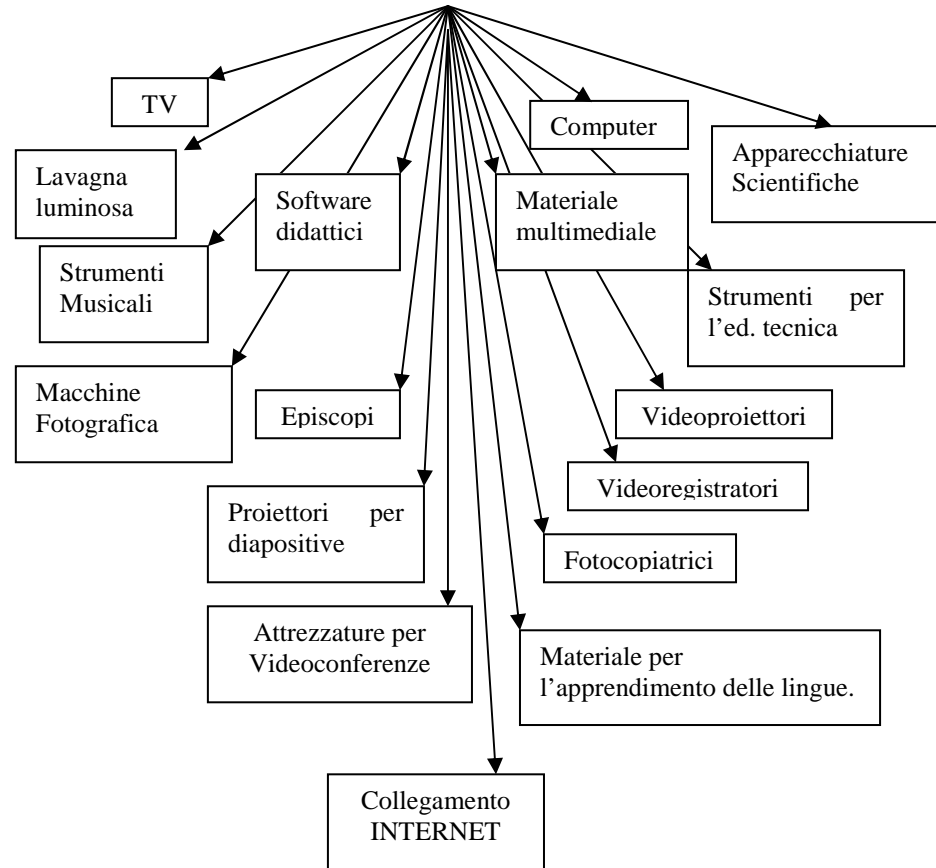 TV
Computer
Apparecchiature
Scientifiche
Lavagna
luminosa
Software
didattici
Materiale
multimediale
Strumenti
Musicali
Strumenti per
l'ed. tecnica
Macchine
Fotografica
Episcopi
Videoproiettori
Videoregistratori
Proiettori per
diapositive
Fotocopiatrici
Attrezzature per
Videoconferenze
Materiale per
l'apprendimento delle lingue.
Collegamento
INTERNET